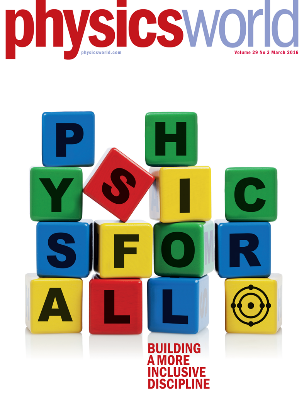 physicsworld
physicsworld.com
Volume 29 No 3 March 2016
P H
Y S I C
S F O R
A L L
BUILDING
A MORE
INCLUSIVE
DISCIPLINE